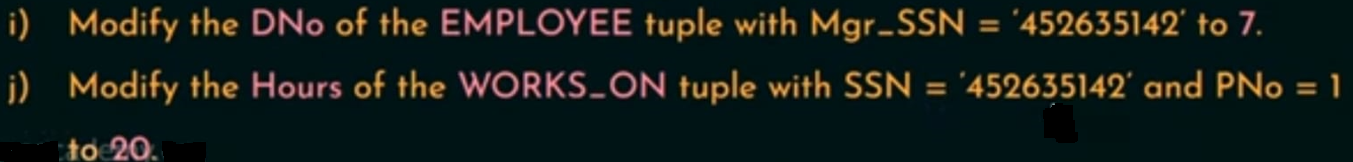 i) Modify the DNo of the EMPLOYEE tuple with Mgr_SSN = '452635142' to 7.
j) Modify the Hours of the WORKS_ON tuple with SSN = '452635142' and PNo = 1
to 20.